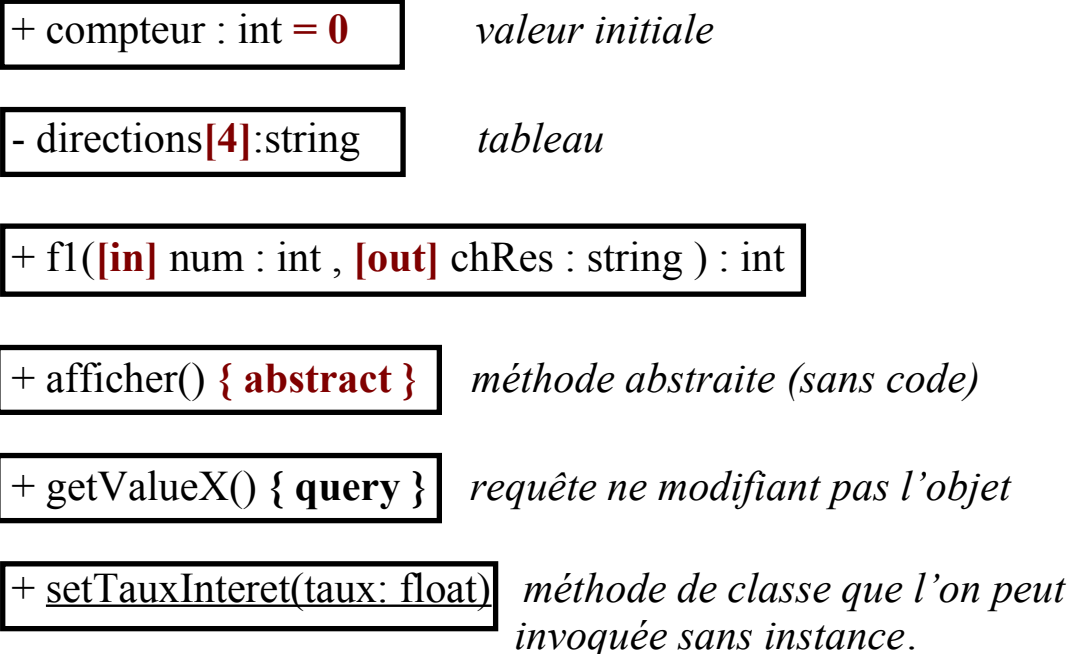 + compteur : int = 0 valeur initiale
- directions[4]:string tableau
+ f1([in] num : int , [out] chRes : string ) : int
+ afficher() { abstract } méthode abstraite (sans code)
+ getValueX() { query } requête ne modifiant pas l’objet
+ setTauxInteret(taux: float) méthode de classe que l’on peut
invoquée sans instance.